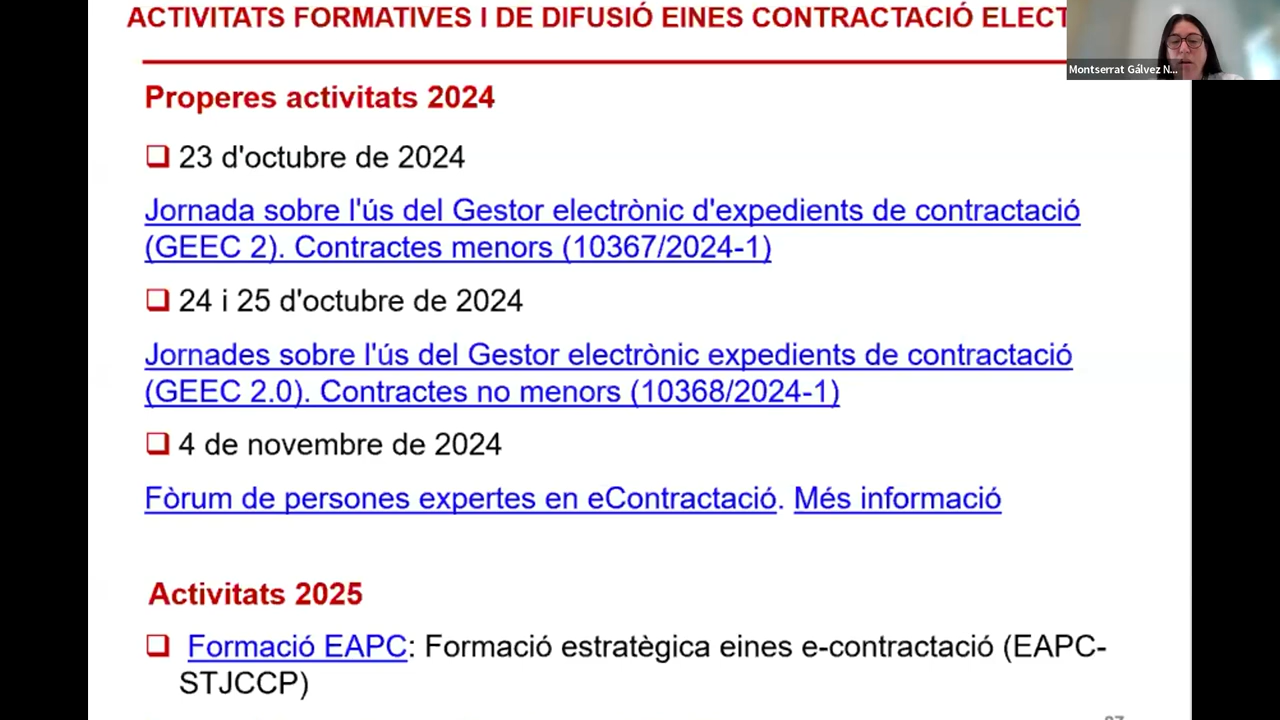 ACTIVITATS FORMATIVES I DE DIFUSIÓ EINES CONTRACTACIÓ ELECT
Montserrat Gálvez N...
Properes activitats 2024
23 d'octubre de 2024
Jornada sobre l'ús del Gestor electrònic d'expedients de contractació
(GEEC 2). Contractes menors (10367/2024-1)
24 i 25 d'octubre de 2024
Jornades sobre l'ús del Gestor electrònic expedients de contractació
(GEEC 2.0). Contractes no menors (10368/2024-1)
4 de novembre de 2024
Fòrum de persones expertes en eContractació. Més informació
Activitats 2025
Formació EAPC: Formació estratègica eines e-contractació (EAPC-
STJCCP)